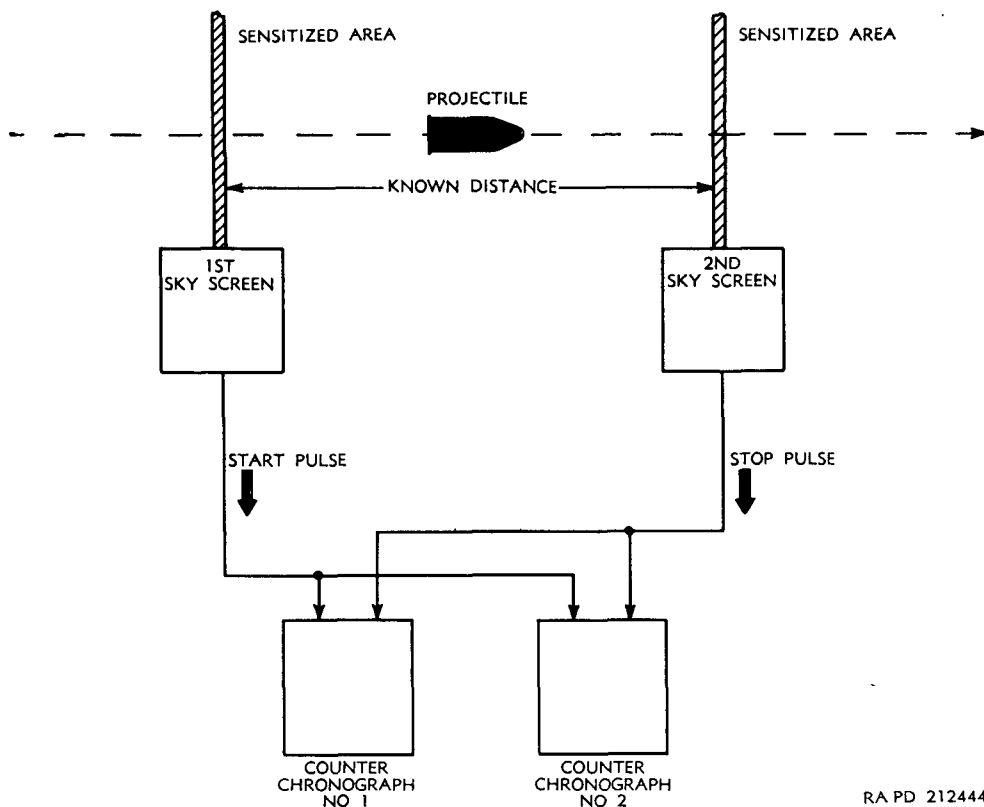 SENSITIZED AREA
SENSITIZED AREA
PROJECTILE
KNOWN DISTANCE
1ST
SKY SCREEN
2ND
SKY SCREEN
START PULSE
STOP PULSE
COUNTER
CHRONOGRAPH
NO 1
COUNTER
CHRONOGRAPH
NO 2
RA PD 212444